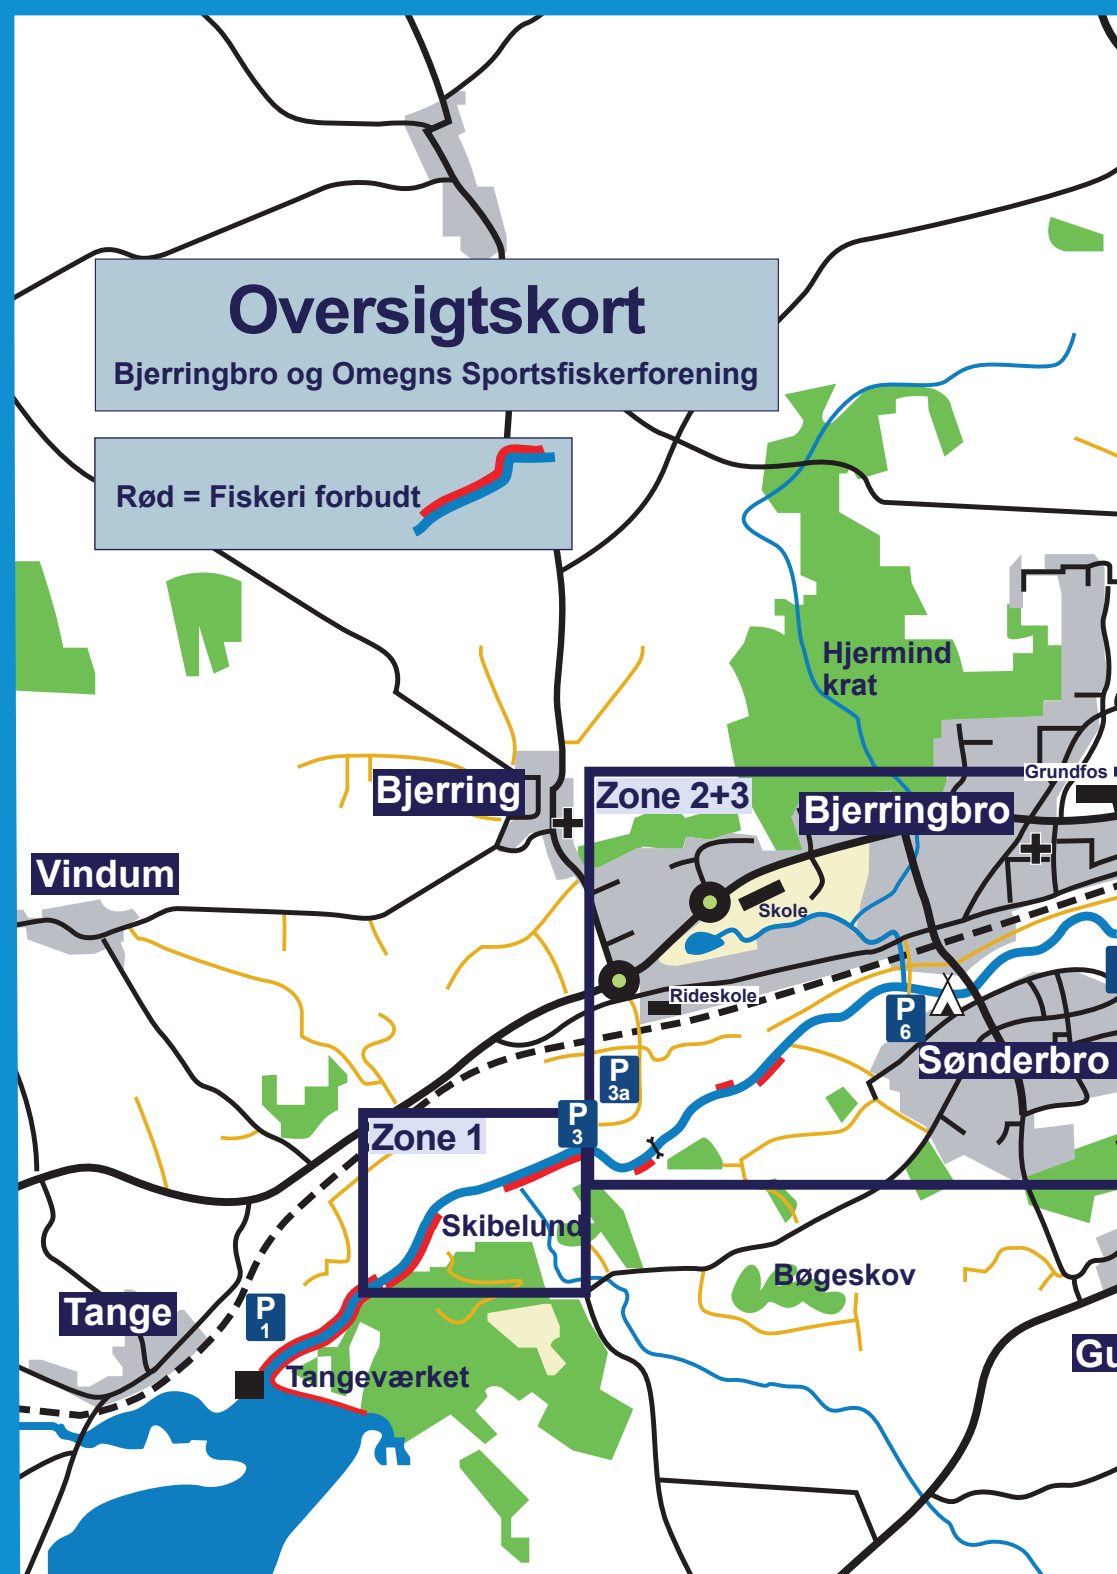 Oversigtskort
Bjerringbro og Omegns Sportsfiskerforening
Rød = Fiskeri forbudt
Hjermind
krat
Grundfos
Bjerring
Zone 2+3
Bjerringbro
Vindum
Skole
Rideskole
P
6
Sønderbro
P
3a
P
3
Zone 1
Skibelund
Bøgeskov
Tange
P
1
Gu
Tangeværket